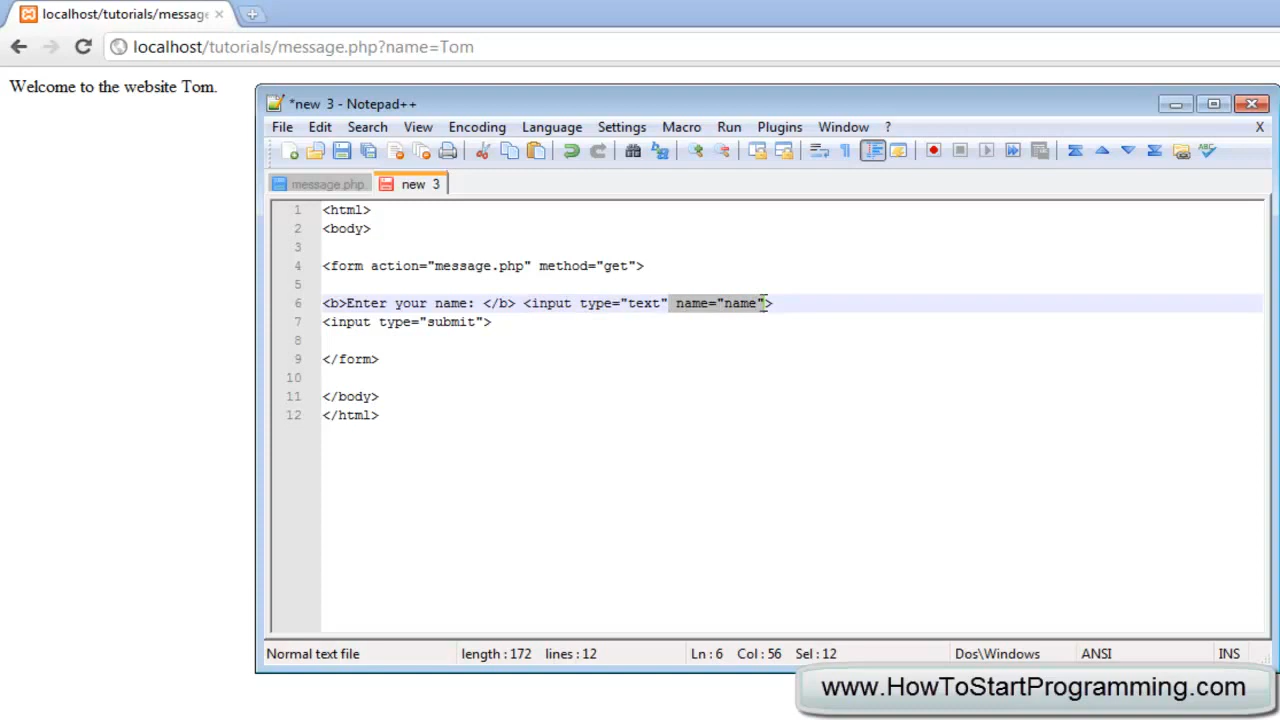 localhost/tutorials/messag
localhost/tutorials/message.php?name=Tom
Welcome to the website Tom.
*new 3 - Notepad++
File Edit Search View Encoding Language Settings Macro Run Plugins Window ? X
message.php new 3
1 <html>
2 <body>
3
4 <form action="message.php" method="get">
5
6 <b>Enter your name: </b> <input type="text" name="name">
7 <input type="submit">
8
9 </form>
10
11 </body>
12 </html>
Normal text file length : 172 lines : 12 Ln : 6 Col : 56 Sel : 12 Dos\Windows ANSI INS
www.HowToStartProgramming.com